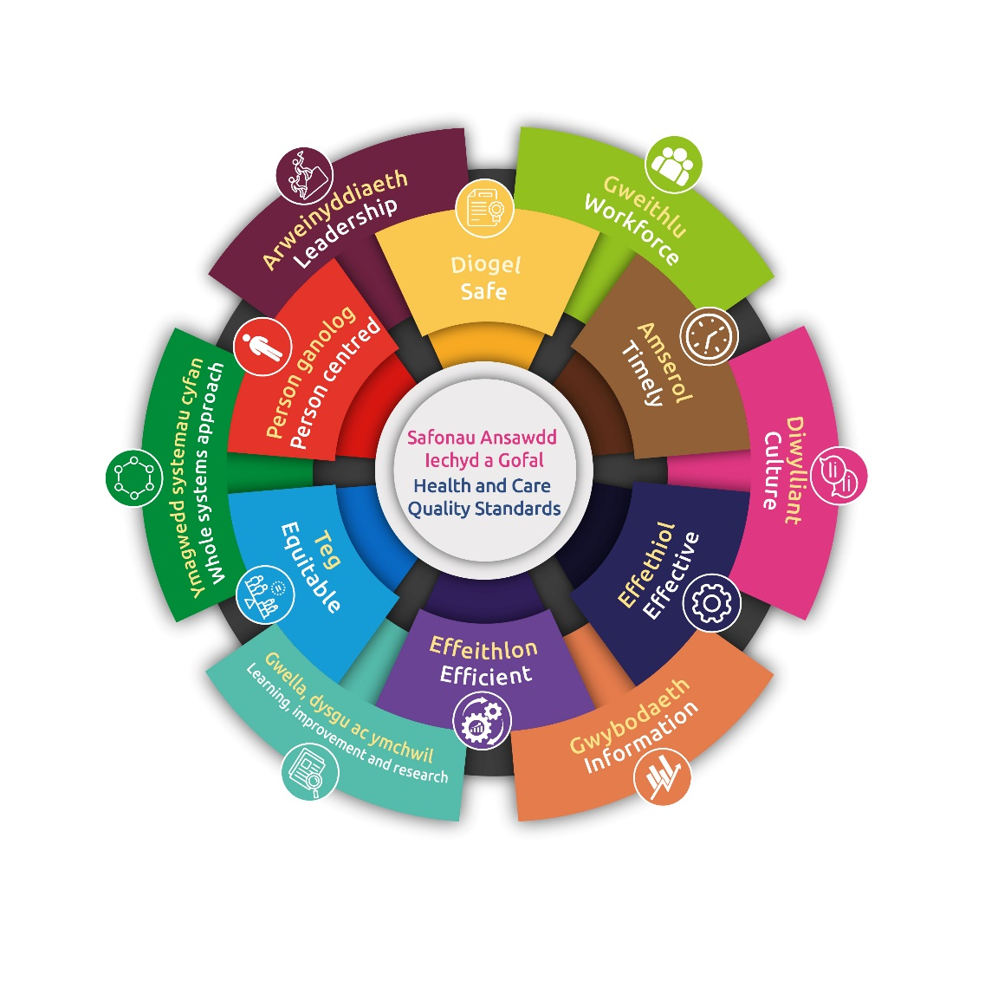 Safonau Ansawdd
Iechyd a Gofal
Health and Care
Quality Standards
Diogel
Safe
Amserol
Timely
Effethiol
Effective
Effeithlon
Efficient
Teg
Equitable
Person ganolog
Person centred
Arweinyddiaeth
Leadership
Gweithlu
Workforce
Diwylliant
Culture
Gwybodaeth
Information
Gwella, dysgu ac ymchwil
Learning, improvement and research
Ymagwedd systemau cyfan
Whole systems approach